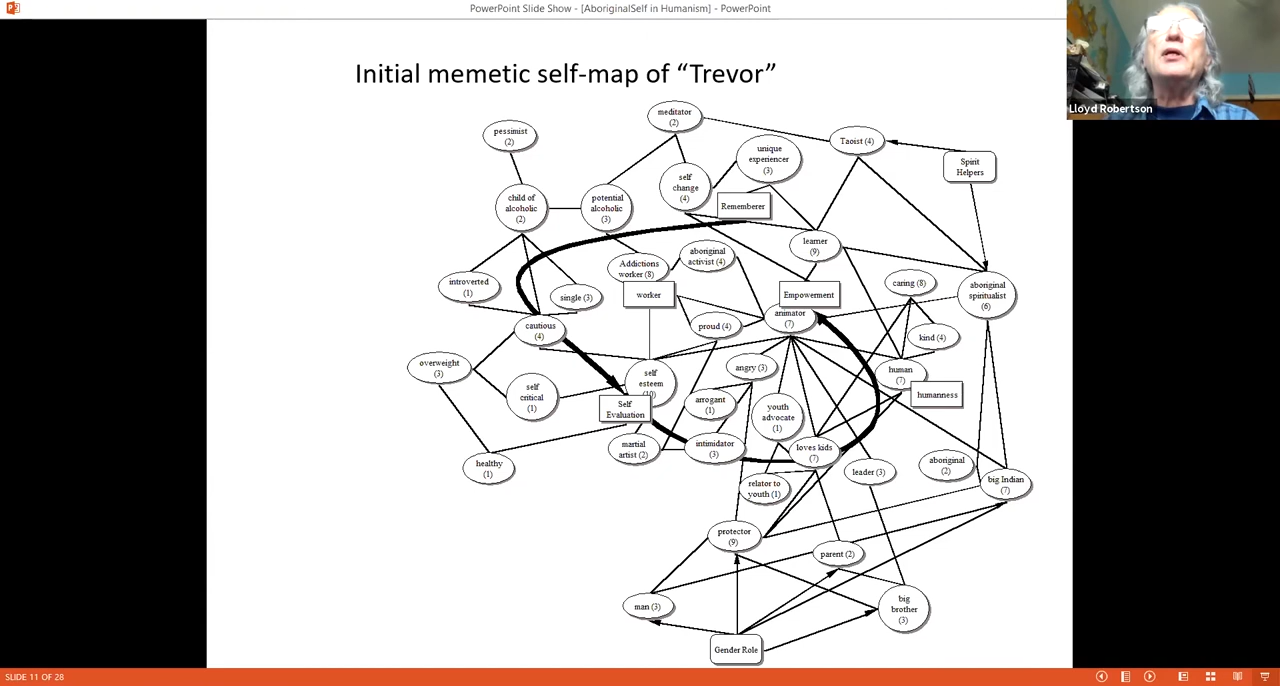 PowerPoint Slide Show - [AboriginalSelf in Humanism] - PowerPoint
Lloyd Robertson
Initial memetic self-map of “Trevor”
meditator
(2)
pessimist
(2)
Taoist (4)
unique
experiencer
(3)
Spirit
Helpers
self
change
(4)
child of
alcoholic
(2)
potential
alcoholic
(3)
Rememberer
learner
(9)
aboriginal
activist (4)
Addictions
worker (8)
introverted
(1)
single (3)
worker
Empowerment
caring (8)
aboriginal
spiritualist
(6)
animator
(7)
cautious
(4)
proud (4)
kind (4)
overweight
(3)
angry (3)
human
(7)
self
esteem
(10)
self
critical
(1)
humanness
arrogant
(1)
Self
Evaluation
youth
advocate
(1)
martial
artist (2)
intimidator
(3)
loves kids
(7)
healthy
(1)
leader (3)
aboriginal
(2)
big Indian
(7)
relator to
youth (1)
protector
(9)
parent (2)
man (3)
big
brother
(3)
Gender Role
SLIDE 11 OF 28